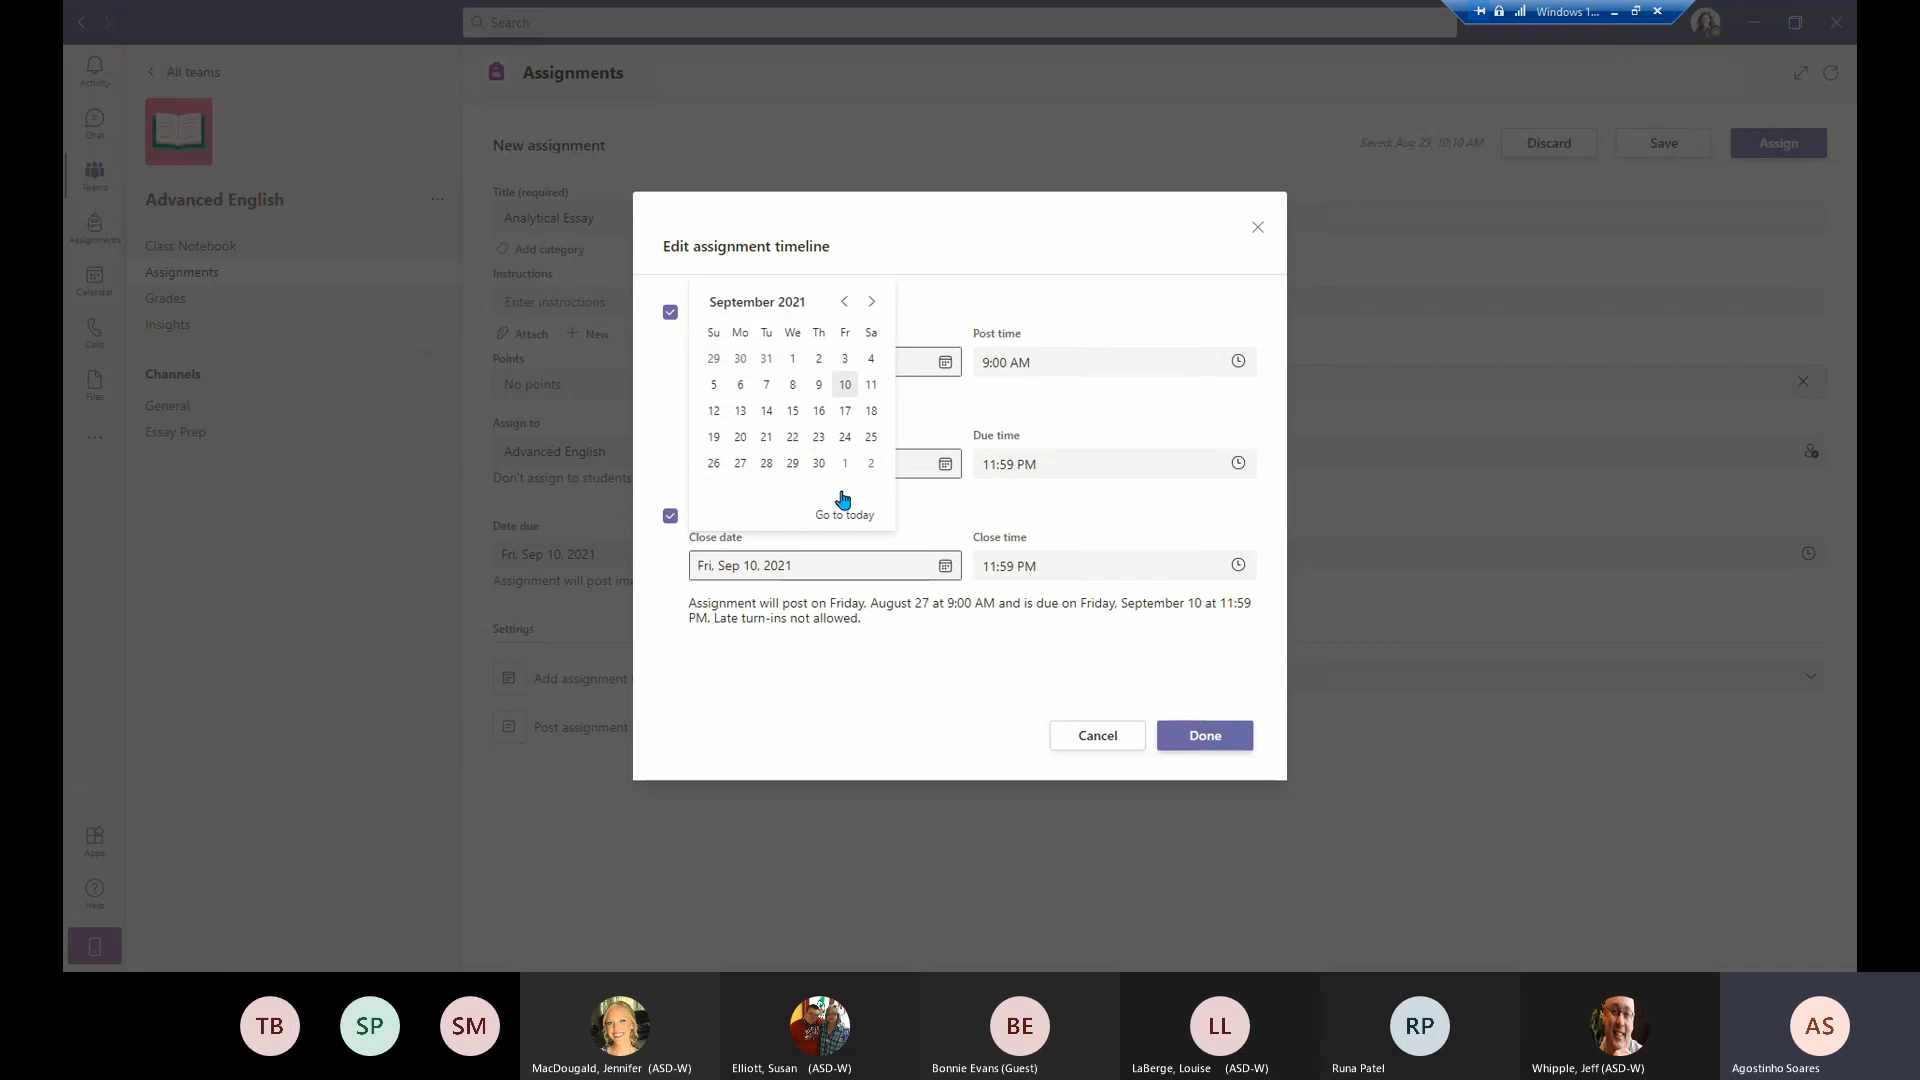 Search
Windows 1...
Activity
Chat
Teams
Assignments
Calendar
Calls
Files
Apps
Help
All teams
Advanced English
Class Notebook
Assignments
Grades
Insights
Channels
General
Essay Prep
Assignments
New assignment
Saved: Aug 23, 10:10 AM
Discard
Save
Assign
Title (required)
Analytical Essay
Add category
Instructions
Enter instructions
Attach
New
Points
No points
Assign to
Advanced English
Don't assign to students
Date due
Fri, Sep 10, 2021
Assignment will post
Settings
Add assignment
Post assignment
Edit assignment timeline
September 2021
Su Mo Tu We Th Fr Sa
29 30 31 1 2 3 4
5 6 7 8 9 10 11
12 13 14 15 16 17 18
19 20 21 22 23 24 25
26 27 28 29 30 1 2
Go to today
Post time
9:00 AM
Due time
11:59 PM
Close date
Fri, Sep 10, 2021
Close time
11:59 PM
Assignment will post on Friday, August 27 at 9:00 AM and is due on Friday, September 10 at 11:59
PM. Late turn-ins not allowed.
Cancel
Done
TB
SP
SM
MacDougald, Jennifer (ASD-W)
Elliott, Susan (ASD-W)
BE
Bonnie Evans (Guest)
LL
LaBerge, Louise (ASD-W)
RP
Runa Patel
Whipple, Jeff (ASD-W)
AS
Agostinho Soares